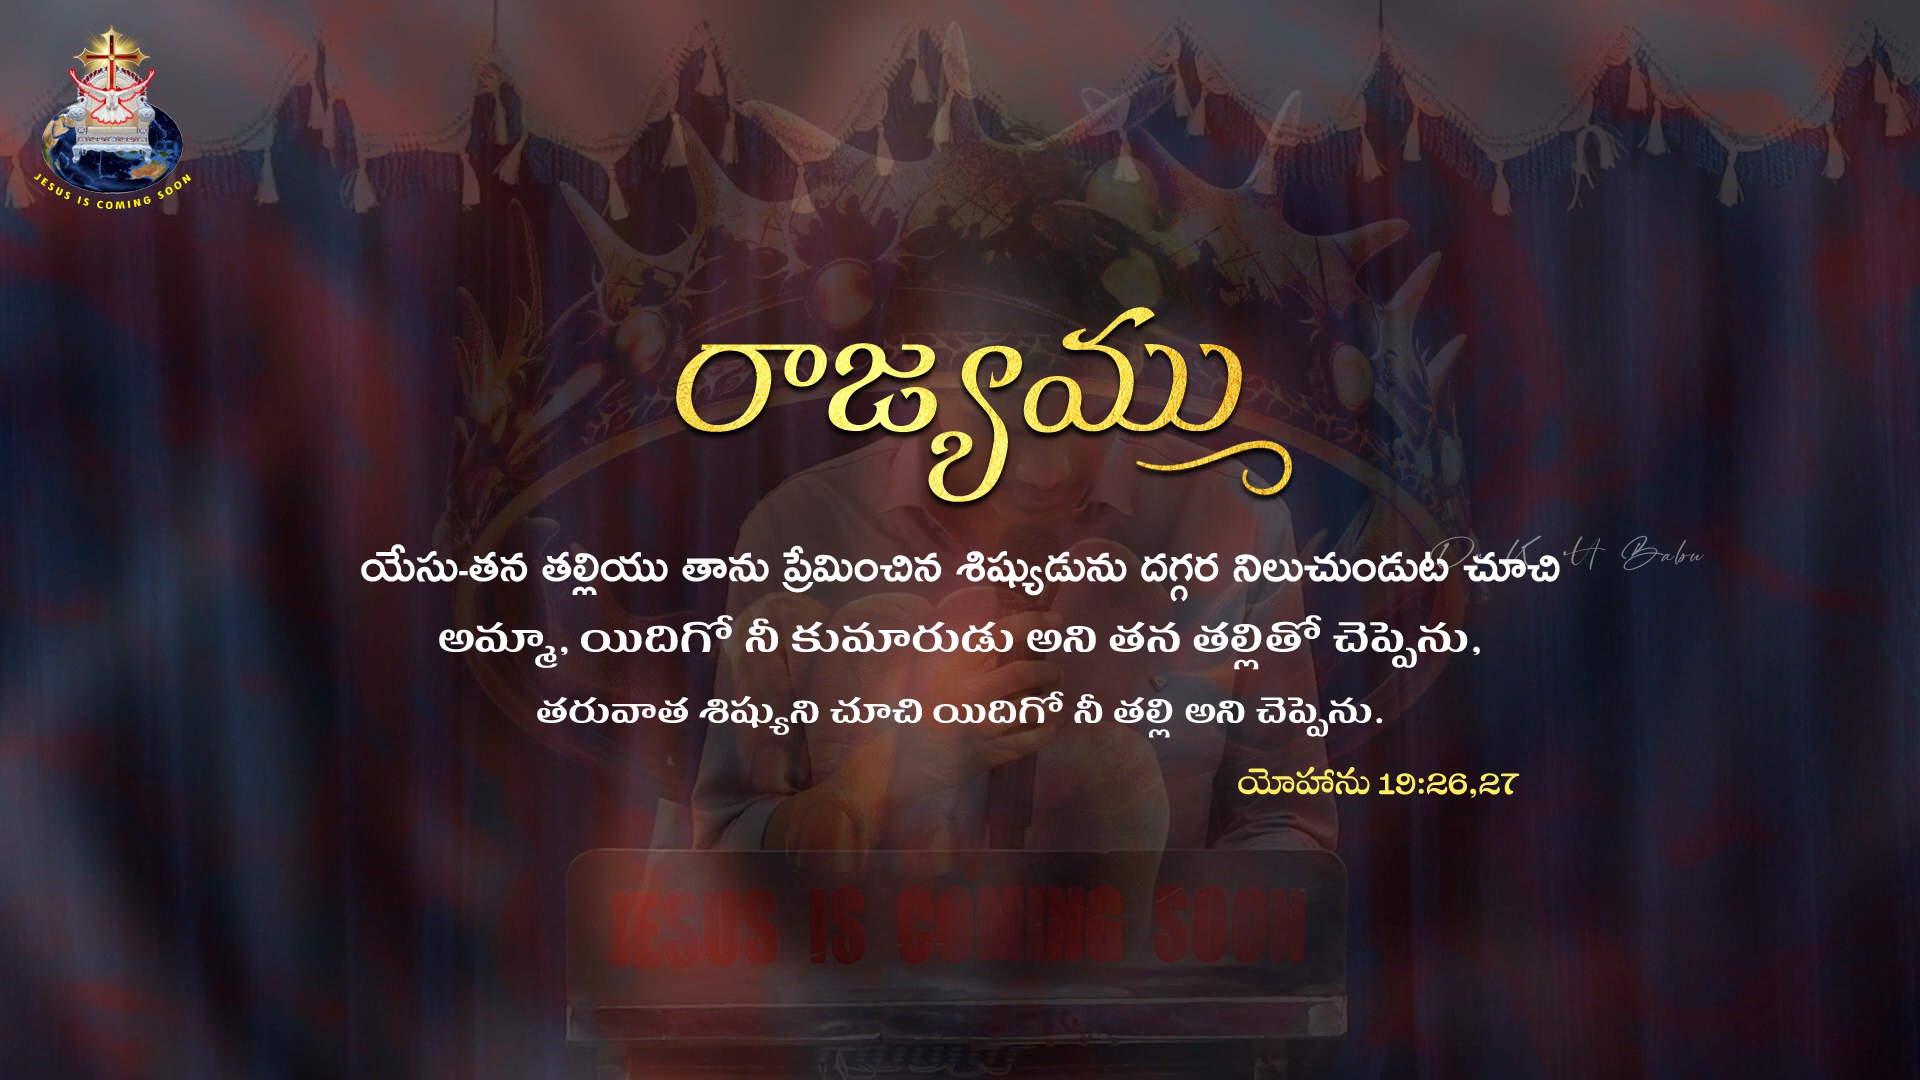 JESUS IS COMING SOON
రాజ్యము
యేసు-తన తల్లియు తాను ప్రేమించిన శిష్యుడును దగ్గర నిలుచుండుట చూచి
అమ్మా, యిదిగో నీ కుమారుడు అని తన తల్లితో చెప్పెను,
తరువాత శిష్యుని చూచి యిదిగో నీ తల్లి అని చెప్పెను.
యోహాను 19:26,27
JESUS IS COMING SOON